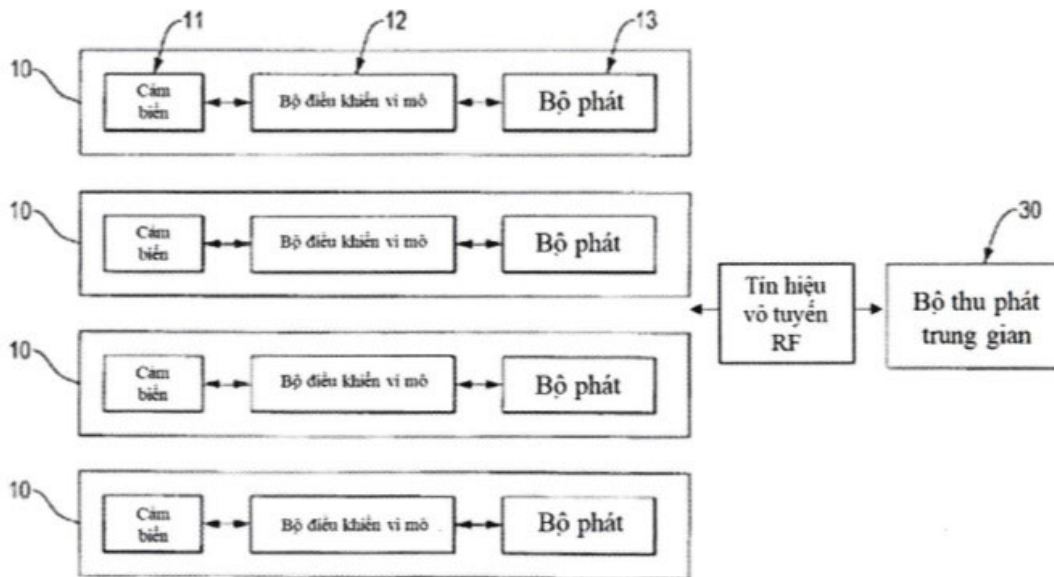 11
12
13
10
Cảm
biến
Bộ điều khiển vi mô
Bộ phát
10
Cảm
biến
Bộ điều khiển vi mô
Bộ phát
30
Tín hiệu
vô tuyến
RF
Bộ thu phát
trung gian
10
Cảm
biến
Bộ điều khiển vi mô
Bộ phát
10
Cảm
biến
Bộ điều khiển vi mô
Bộ phát